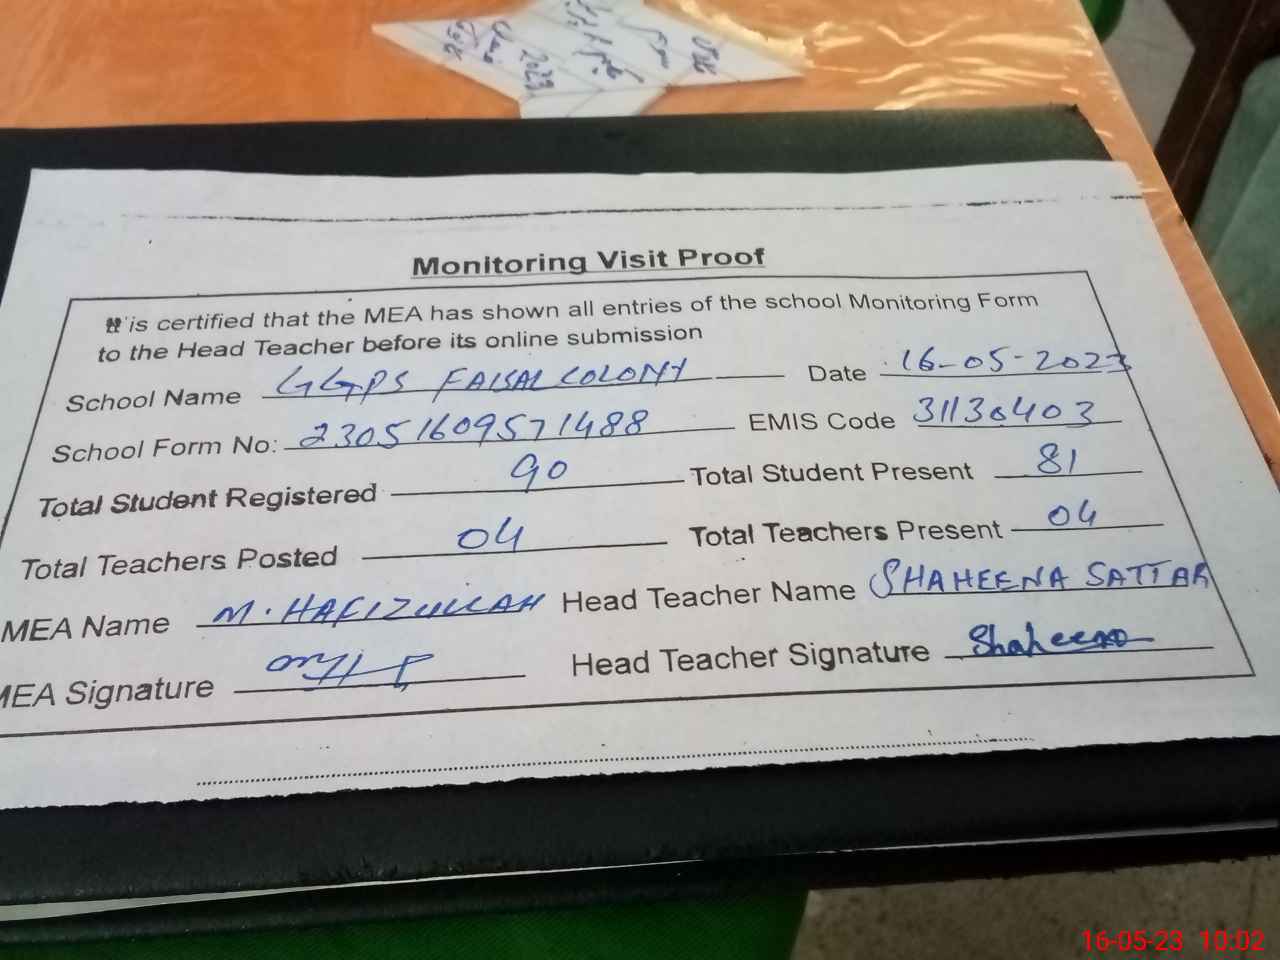 2023
Monitoring Visit Proof
It is certified that the MEA has shown all entries of the school Monitoring Form
to the Head Teacher before its online submission
School Name GGPS FAISAL COLONY Date 16-05-2023
School Form No: 23051609571488 EMIS Code 31130403
Total Student Registered 90 Total Student Present 81
Total Teachers Posted 04 Total Teachers Present 04
MEA Name M. HAFIZULLAH Head Teacher Name SHAHEENA SATTAR
MEA Signature Head Teacher Signature Shaheena
16-05-23 10:02